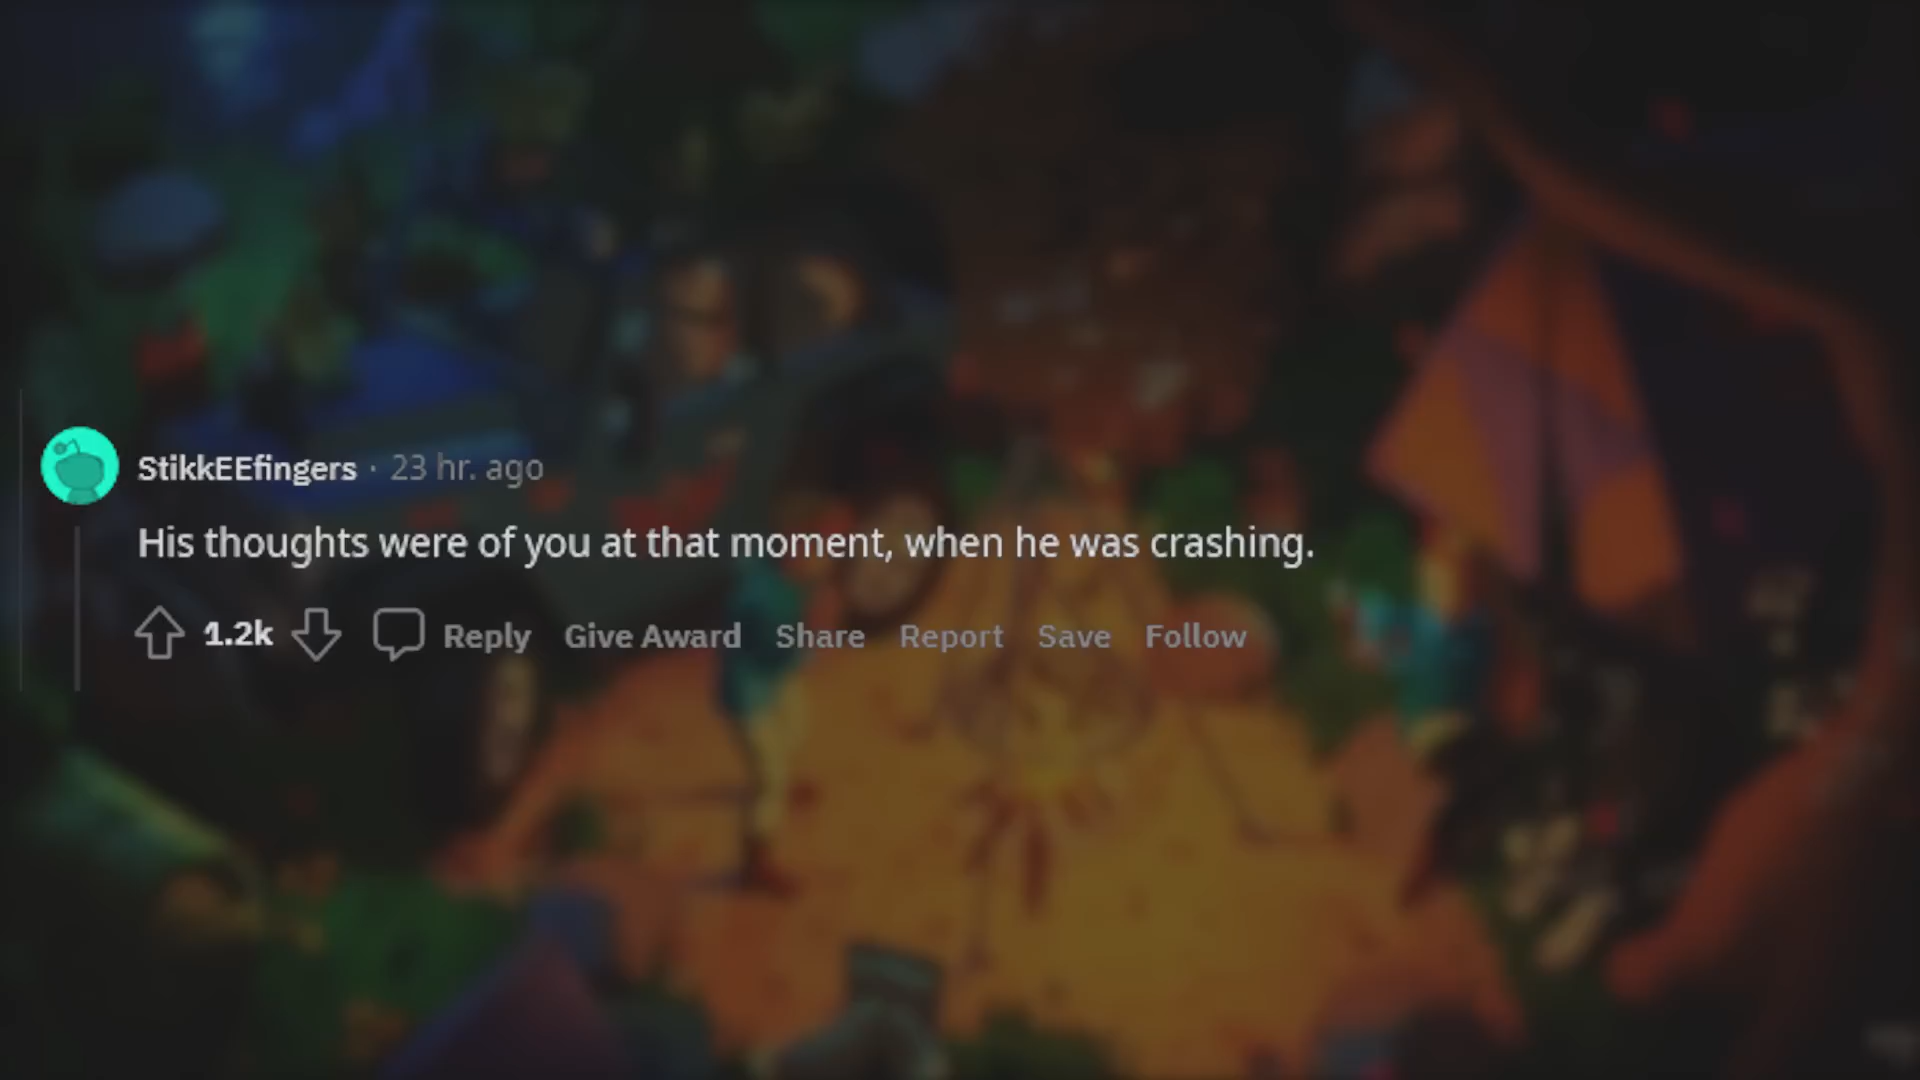 StikkEEfingers · 23 hr. ago
His thoughts were of you at that moment, when he was crashing.
1.2k Reply Give Award Share Report Save Follow